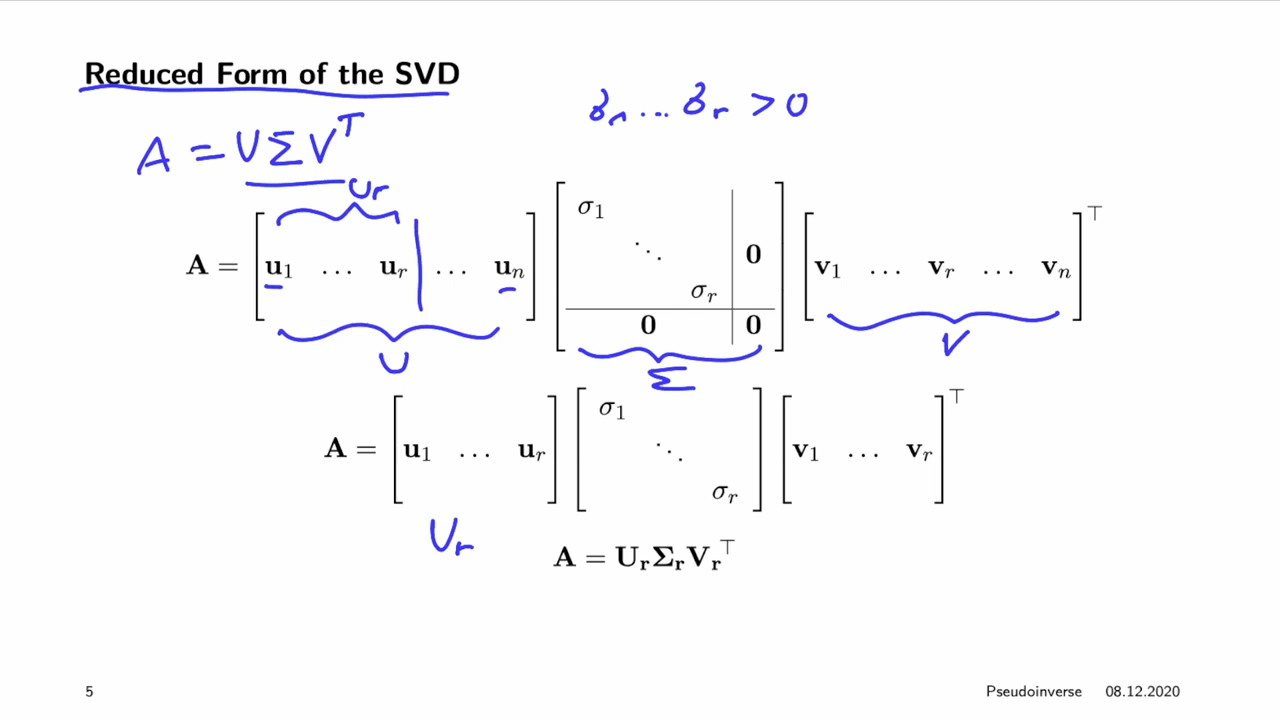 Reduced Form of the SVD
σ₁ ... σᵣ > 0
A = UΣVᵀ
Uᵣ
A = [u₁ … uᵣ | … uₙ] [σ₁ ⋱ σᵣ 0 0 0] [v₁ … vᵣ … vₙ]⊤
U Σ V
A = [u₁ … uᵣ] [σ₁ ⋱ σᵣ] [v₁ … vᵣ]⊤
Uᵣ
A = UᵣΣᵣVᵣ⊤
5 Pseudoinverse 08.12.2020